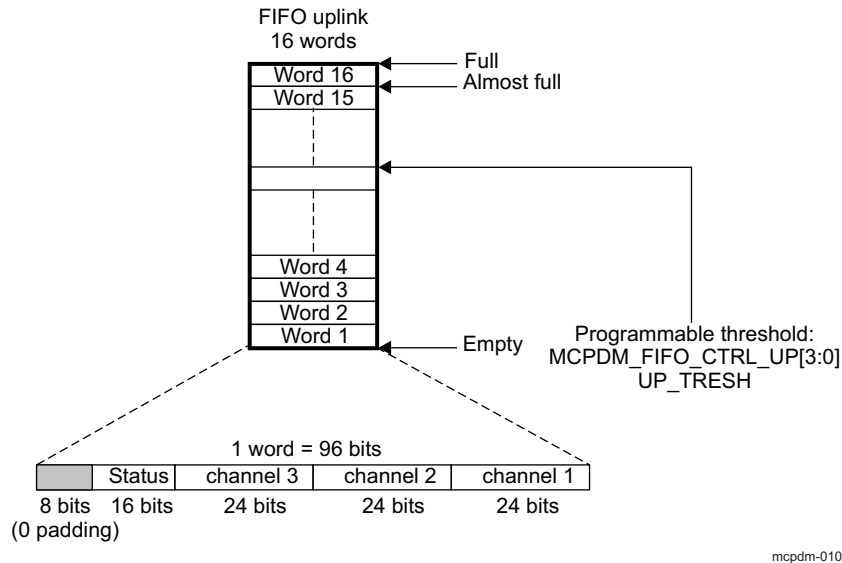 FIFO uplink
16 words
Full
Word 16
Almost full
Word 15
Word 4
Word 3
Word 2
Word 1
Empty
Programmable threshold:
MCPDM_FIFO_CTRL_UP[3:0]
UP_TRESH
1 word = 96 bits
Status channel 3 channel 2 channel 1
8 bits 16 bits 24 bits 24 bits 24 bits
(0 padding)
mcpdm-010